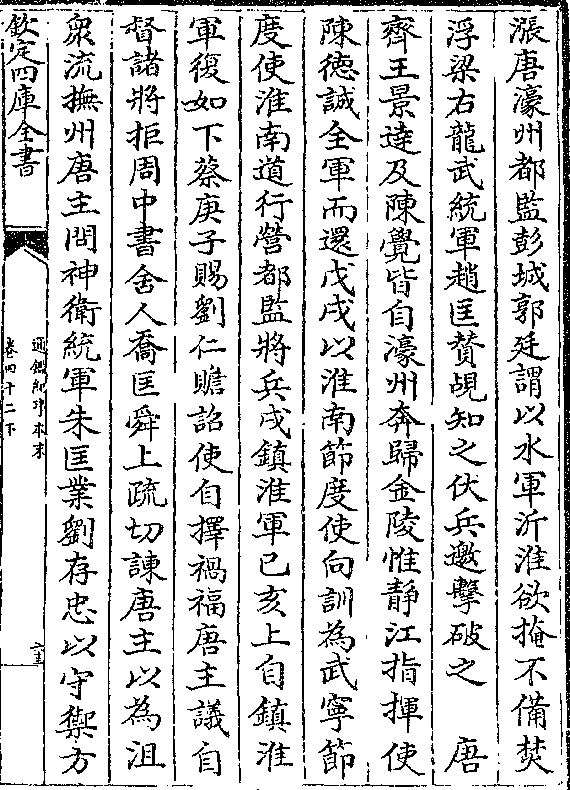 漲唐濠州都監彭城郭廷謂以水軍沂淮欲掩不備焚
浮梁右龍武統軍趙匡贊覘知之伏兵邀擊破之　唐
齊王景達及陳覺皆自濠州奔歸金陵惟靜江指揮使
陳德誠全軍而還戊戌以淮南節度使向訓為武寧節
度使淮南道行營都監將兵戍鎮淮軍己亥上自鎮淮
軍復如下蔡庚子賜劉仁贍詔使自擇禍福唐主議自
督諸將拒周中書舍人喬匡舜上疏切諫唐主以為沮
衆流撫州唐主問神衛統軍朱匡業劉存忠以守禦方
欽定四庫全書
通鑑紀事本末
卷四十二下